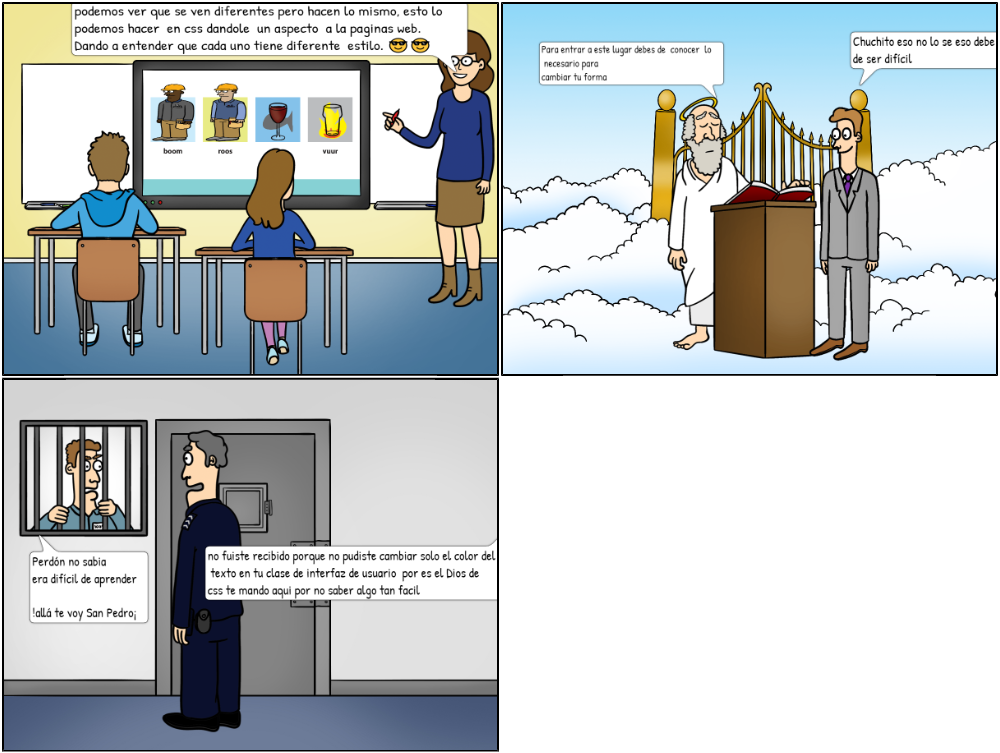 podemos ver que se ven diferentes pero hacen lo mismo, esto lo
podemos hacer en css dandole un aspecto a la paginas web.
Dando a entender que cada uno tiene diferente estilo. 😎 😎
boom
roos
vuur
Para entrar a este lugar debes de conocer lo
necesario para
cambiar tu forma
Chuchito eso no lo se eso debe
de ser difícil
Perdón no sabia
era dificil de aprender
!allá te voy San Pedro¡
no fuiste recibido porque no pudiste cambiar solo el color del
texto en tu clase de interfaz de usuario por es el Dios de
css te mando aqui por no saber algo tan facil